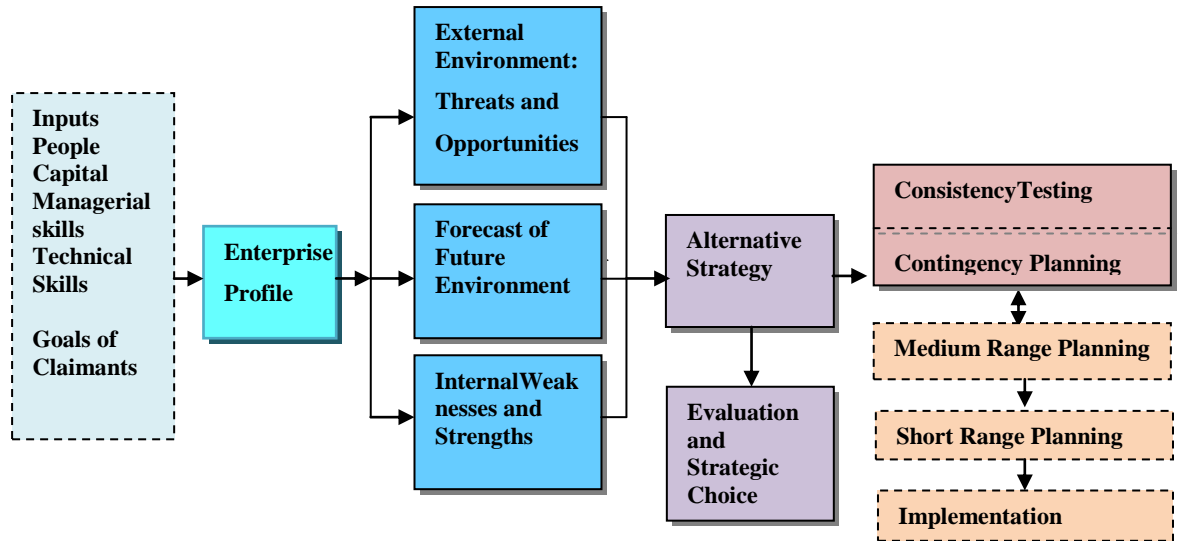 Inputs
People
Capital
Managerial
skills
Technical
Skills
Goals of
Claimants
Enterprise
Profile
External
Environment:
Threats and
Opportunities
Forecast of
Future
Environment
InternalWeak
nesses and
Strengths
Alternative
Strategy
Evaluation
and
Strategic
Choice
ConsistencyTesting
Contingency Planning
Medium Range Planning
Short Range Planning
Implementation